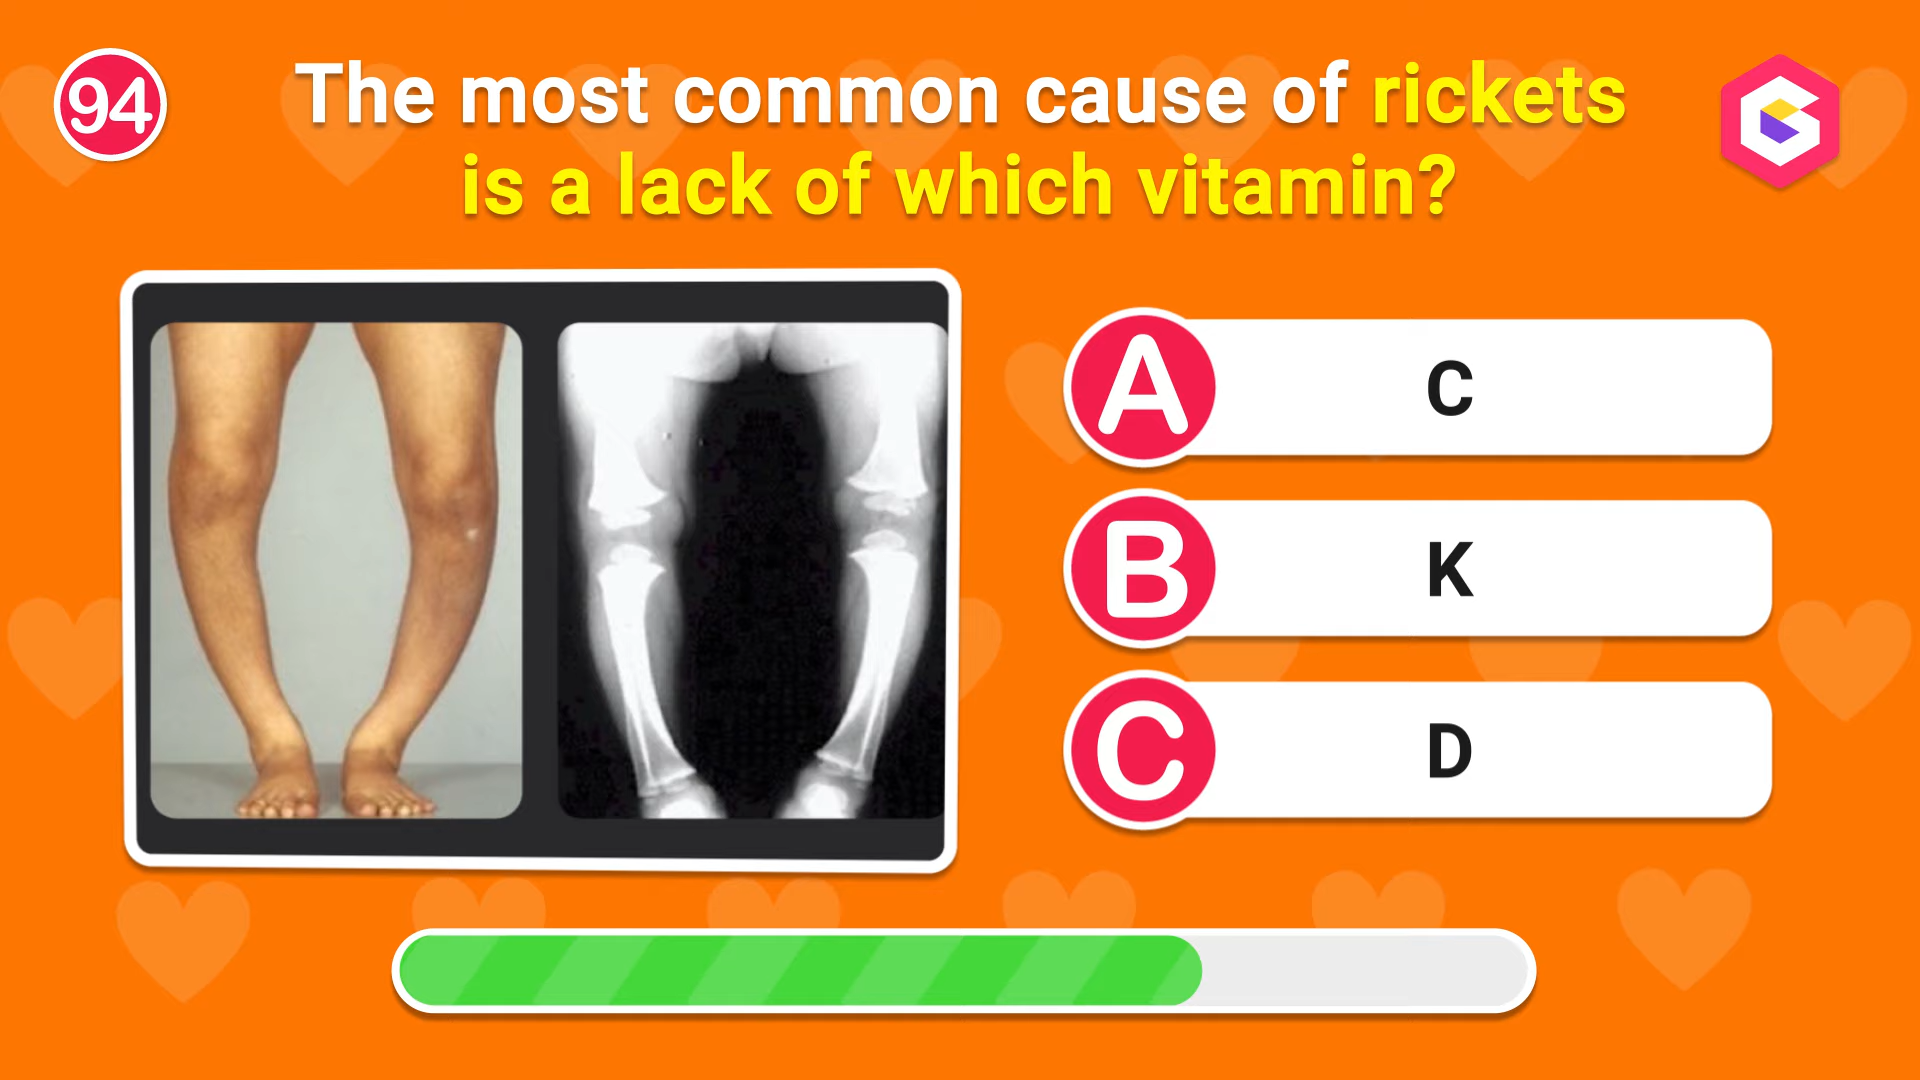 94
The most common cause of rickets
is a lack of which vitamin?
A C
B K
C D